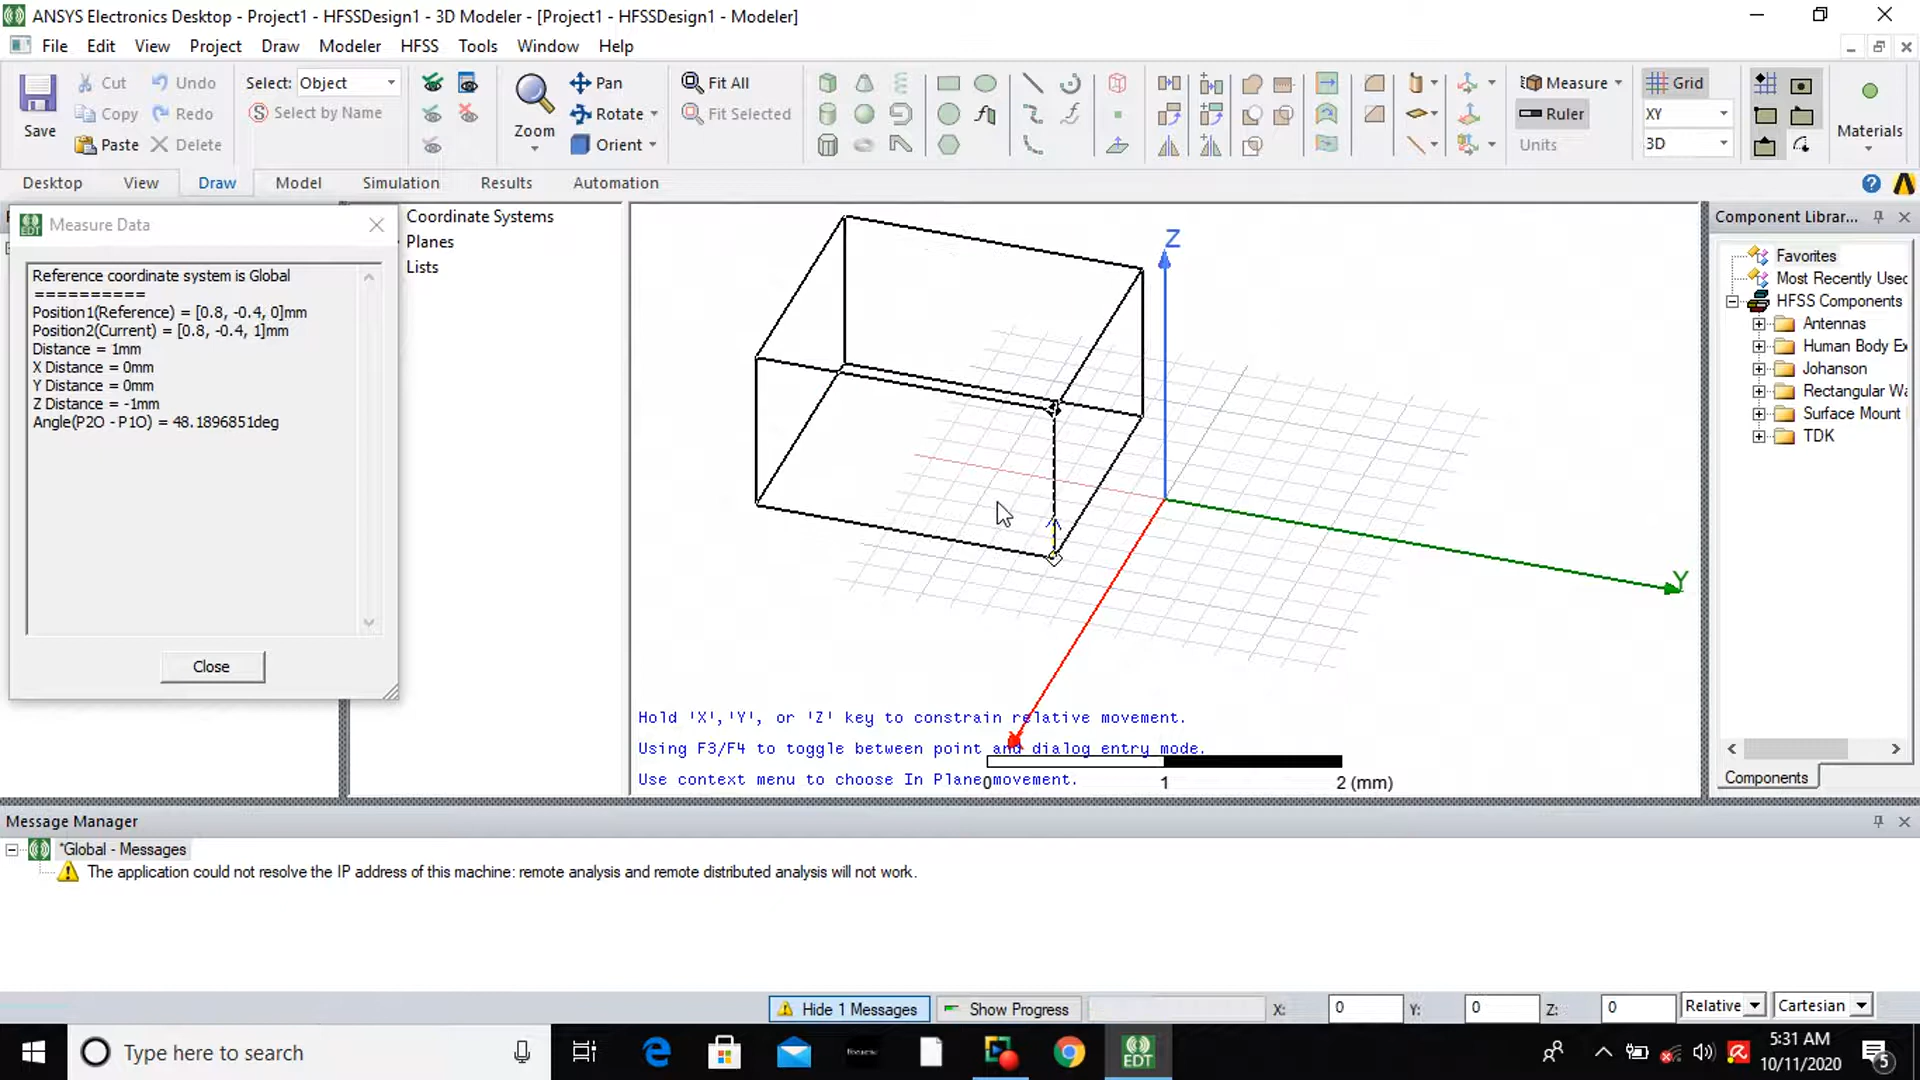 ANSYS Electronics Desktop - Project1 - HFSSDesign1 - 3D Modeler - [Project1 - HFSSDesign1 - Modeler]
File Edit View Project Draw Modeler HFSS Tools Window Help
Save
Cut
Copy
Paste
Undo
Redo
Delete
Select: Object
Select by Name
Zoom
Pan
Rotate
Orient
Fit All
Fit Selected
Measure
Ruler
Units
Grid
XY
3D
Materials
Desktop View Draw Model Simulation Results Automation
EDT Measure Data
Reference coordinate system is Global
==========
Position1(Reference) = [0.8, -0.4, 0]mm
Position2(Current) = [0.8, -0.4, 1]mm
Distance = 1mm
X Distance = 0mm
Y Distance = 0mm
Z Distance = -1mm
Angle(P2O - P1O) = 48.1896851deg
Close
Coordinate Systems
Planes
Lists
Z
Y
Hold 'X','Y', or 'Z' key to constrain relative movement.
Using F3/F4 to toggle between point and dialog entry mode.
Use context menu to choose In Plane movement.
0 1 2 (mm)
Component Librar...
Favorites
Most Recently Used
HFSS Components
Antennas
Human Body Ex
Johanson
Rectangular Wa
Surface Mount
TDK
Components
Message Manager
*Global - Messages
The application could not resolve the IP address of this machine: remote analysis and remote distributed analysis will not work.
Hide 1 Messages Show Progress X: 0 Y: 0 Z: 0 Relative Cartesian
Type here to search
EDT
5:31 AM
10/11/2020
5